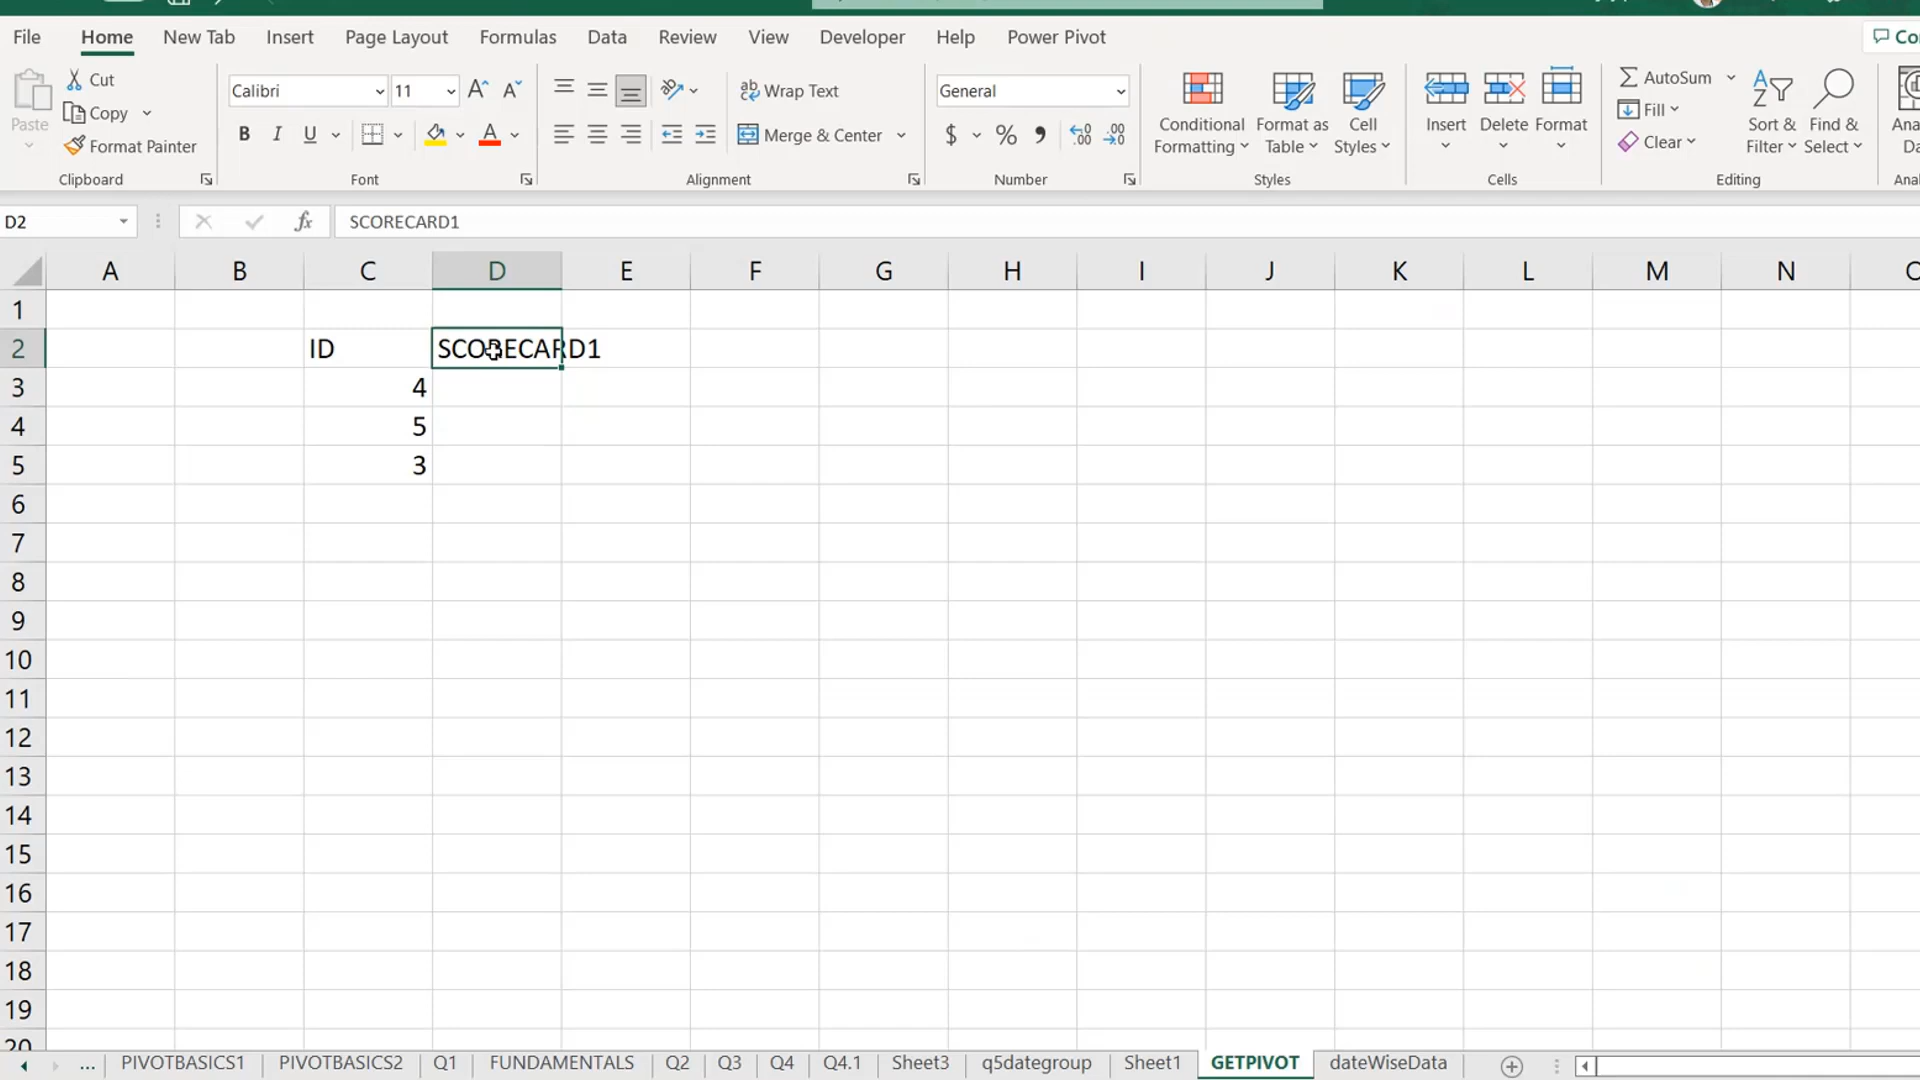 File Home New Tab Insert Page Layout Formulas Data Review View Developer Help Power Pivot
Cut
Copy
Format Painter
Paste
Clipboard
Calibri 11
B I U A
Font
Wrap Text
Merge & Center
Alignment
General
$ % .00
Number
Conditional Formatting
Format as Table
Cell Styles
Styles
Insert Delete Format
Cells
AutoSum
Fill
Clear
Sort & Filter
Find & Select
Editing
D2 fx SCORECARD1
A B C D E F G H I J K L M N
1
2 ID SCORECARD1
3 4
4 5
5 3
6
7
8
9
10
11
12
13
14
15
16
17
18
19
20
... PIVOTBASICS1 PIVOTBASICS2 Q1 FUNDAMENTALS Q2 Q3 Q4 Q4.1 Sheet3 q5dategroup Sheet1 GETPIVOT dateWiseData